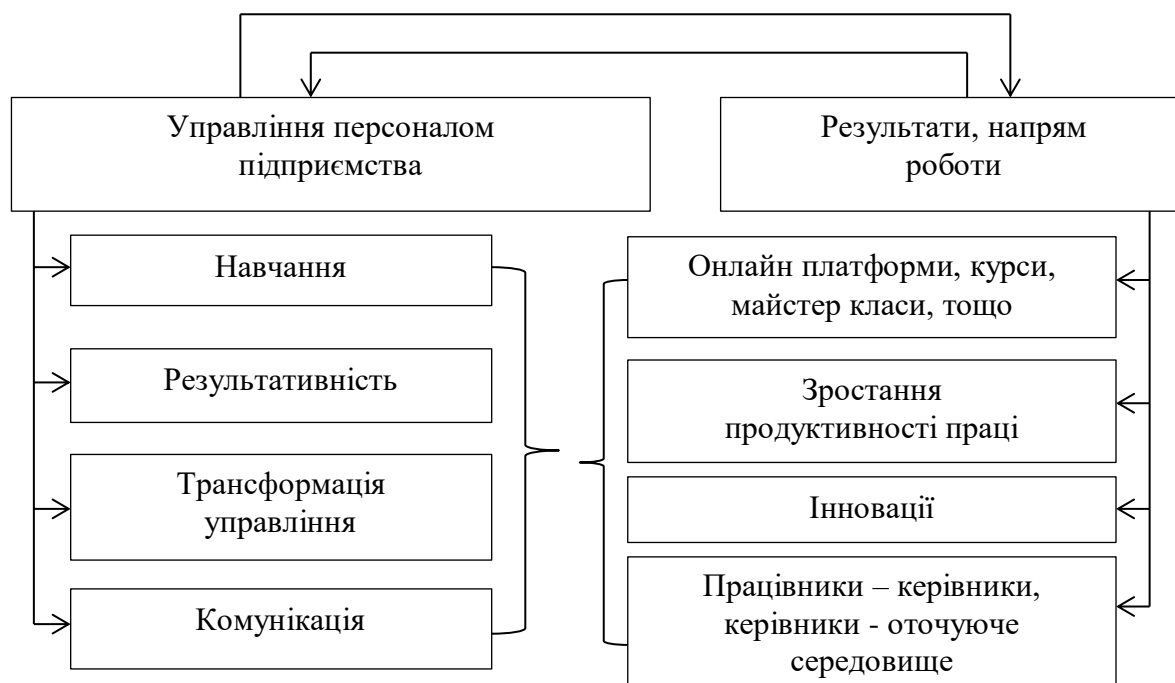 Управління персоналом
підприємства
Результати, напрям
роботи
Навчання
Результативність
Трансформація
управління
Комунікація
Онлайн платформи, курси,
майстер класи, тощо
Зростання
продуктивності праці
Інновації
Працівники – керівники,
керівники - оточуюче
середовище